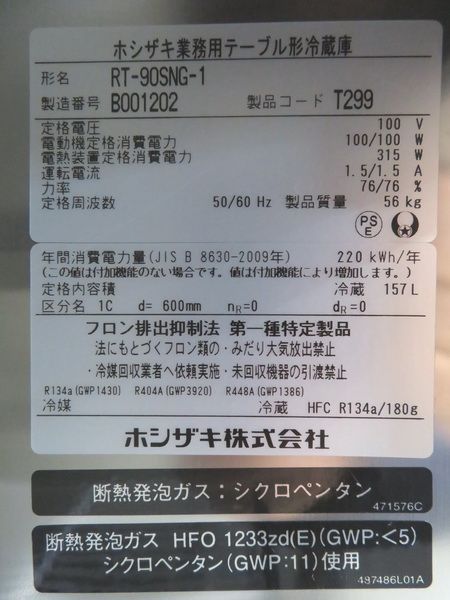 ホシザキ業務用テーブル形冷蔵庫
形名 RT-90SNG-1
製造番号 B001202 製品コード T299
定格電圧 100 V
電動機定格消費電力 100/100 W
電熱装置定格消費電力 315 W
運転電流 1.5/1.5 A
力率 76/76 %
定格周波数 50/60 Hz 製品質量 56 kg
PS
E
年間消費電力量(JIS B 8630-2009年) 220 kWh/年
(この値は付加機能のない場合です。値は付加機能により増加します。)
定格内容積 冷蔵 157 L
区分名 1C d= 600mm nR=0 dR=0
フロン排出抑制法 第一種特定製品
法にもとづくフロン類の・みだり大気放出禁止
・冷媒回収業者へ依頼実施・未回収機器の引渡禁止
R134a(GWP1430) R404A(GWP3920) R448A(GWP1386)
冷媒 冷蔵 HFC R134a/180g
ホシザキ株式会社
断熱発泡ガス:シクロペンタン
471576C
断熱発泡ガス HFO 1233zd(E)(GWP:<5)
シクロペンタン(GWP:11)使用
487486L01A